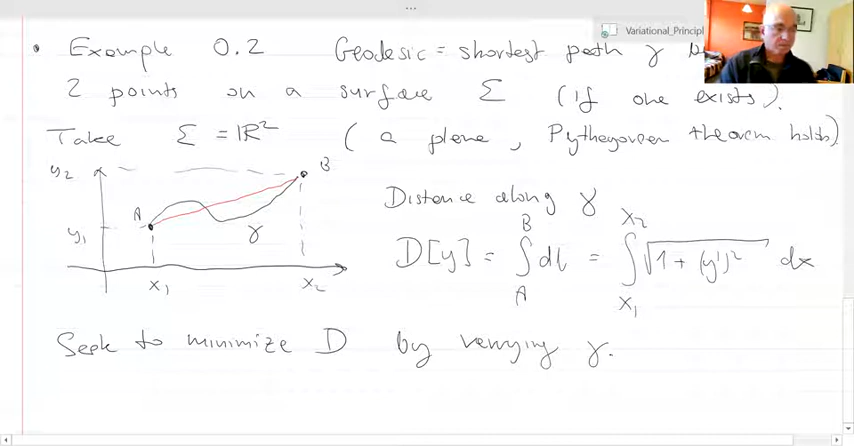 • Example 0.2 Geodesic = shortest path γ
Variational_Principl
2 points on a surface Σ (if one exists).
Take Σ = ℝ² (a plane, Pythagorean theorem holds)
y₂
B
A
y₁
γ
x₁ x₂
Distance along γ
D[y] = ∫_A^B dl = ∫_{x₁}^{x₂} √(1 + (y')²) dx
Seek to minimize D by varying γ.